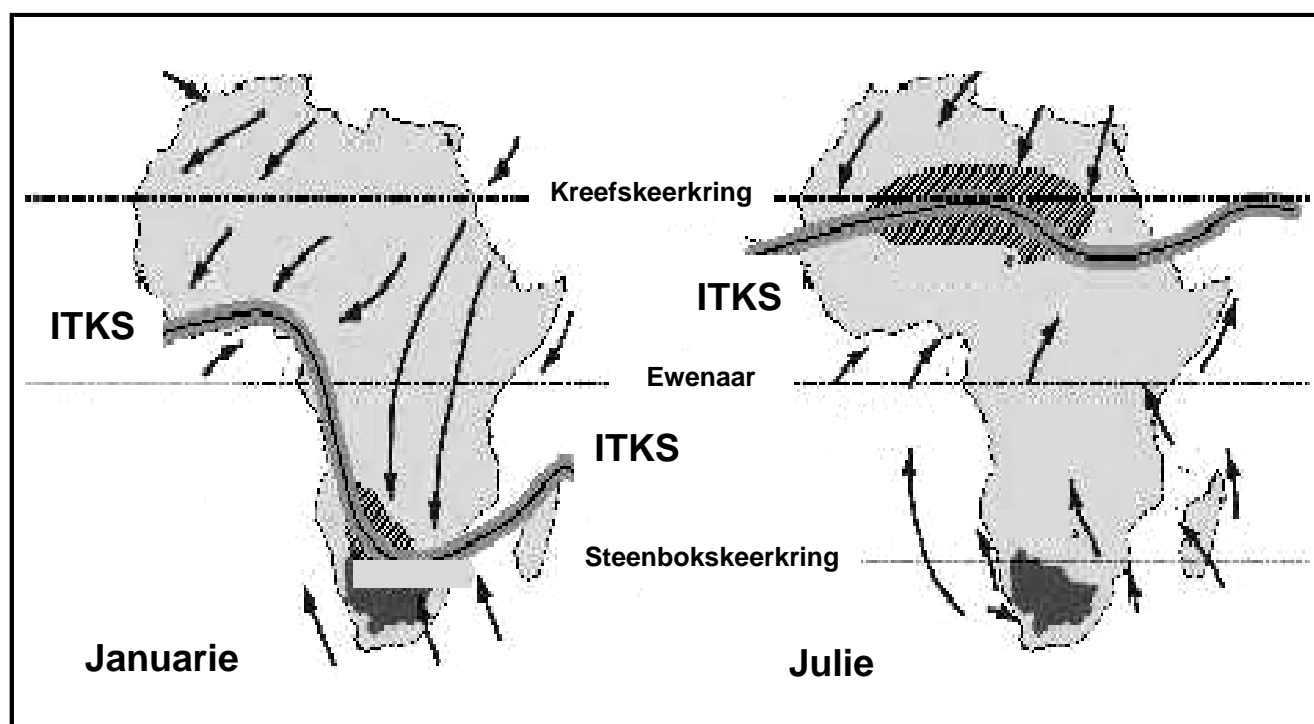 Kreefskeerkring
ITKS
ITKS
Ewenaar
ITKS
Steenbokskeerkring
Januarie
Julie